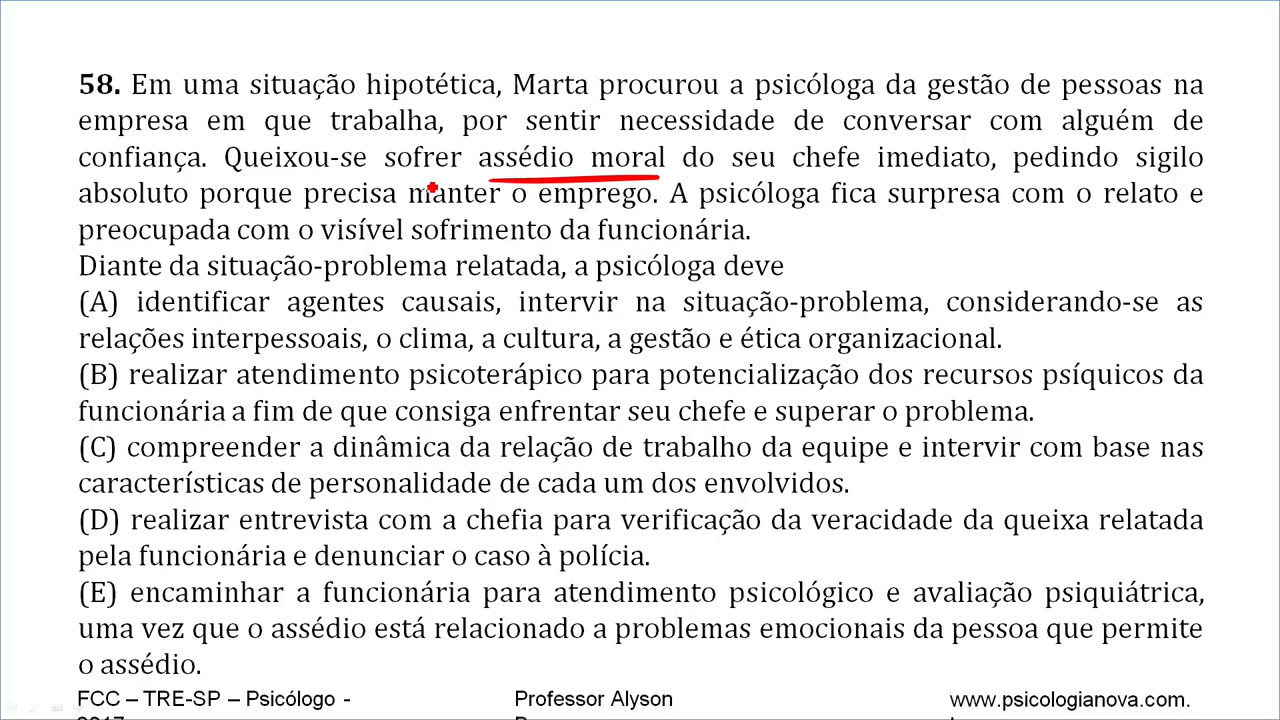 58. Em uma situação hipotética, Marta procurou a psicóloga da gestão de pessoas na
empresa em que trabalha, por sentir necessidade de conversar com alguém de
confiança. Queixou-se sofrer assédio moral do seu chefe imediato, pedindo sigilo
absoluto porque precisa manter o emprego. A psicóloga fica surpresa com o relato e
preocupada com o visível sofrimento da funcionária.
Diante da situação-problema relatada, a psicóloga deve
(A) identificar agentes causais, intervir na situação-problema, considerando-se as
relações interpessoais, o clima, a cultura, a gestão e ética organizacional.
(B) realizar atendimento psicoterápico para potencialização dos recursos psíquicos da
funcionária a fim de que consiga enfrentar seu chefe e superar o problema.
(C) compreender a dinâmica da relação de trabalho da equipe e intervir com base nas
características de personalidade de cada um dos envolvidos.
(D) realizar entrevista com a chefia para verificação da veracidade da queixa relatada
pela funcionária e denunciar o caso à polícia.
(E) encaminhar a funcionária para atendimento psicológico e avaliação psiquiátrica,
uma vez que o assédio está relacionado a problemas emocionais da pessoa que permite
o assédio.
FCC – TRE-SP – Psicólogo - Professor Alyson www.psicologianova.com.
2017